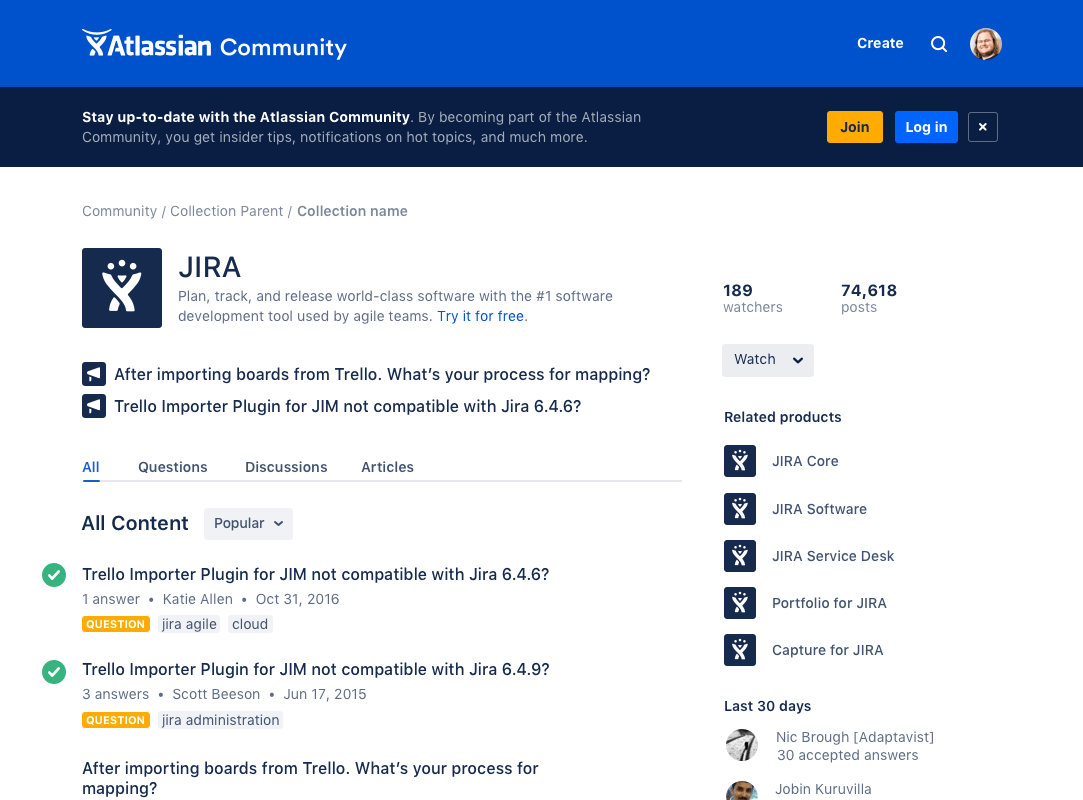 Atlassian Community
Create
Stay up-to-date with the Atlassian Community. By becoming part of the Atlassian
Community, you get insider tips, notifications on hot topics, and much more.
Join
Log in
×
Community / Collection Parent / Collection name
JIRA
Plan, track, and release world-class software with the #1 software
development tool used by agile teams. Try it for free.
189
watchers
74,618
posts
Watch
After importing boards from Trello. What's your process for mapping?
Trello Importer Plugin for JIM not compatible with Jira 6.4.6?
All Questions Discussions Articles
All Content Popular
Trello Importer Plugin for JIM not compatible with Jira 6.4.6?
1 answer • Katie Allen • Oct 31, 2016
QUESTION jira agile cloud
Trello Importer Plugin for JIM not compatible with Jira 6.4.9?
3 answers • Scott Beeson • Jun 17, 2015
QUESTION jira administration
After importing boards from Trello. What's your process for
mapping?
Related products
JIRA Core
JIRA Software
JIRA Service Desk
Portfolio for JIRA
Capture for JIRA
Last 30 days
Nic Brough [Adaptavist]
30 accepted answers
Jobin Kuruvilla